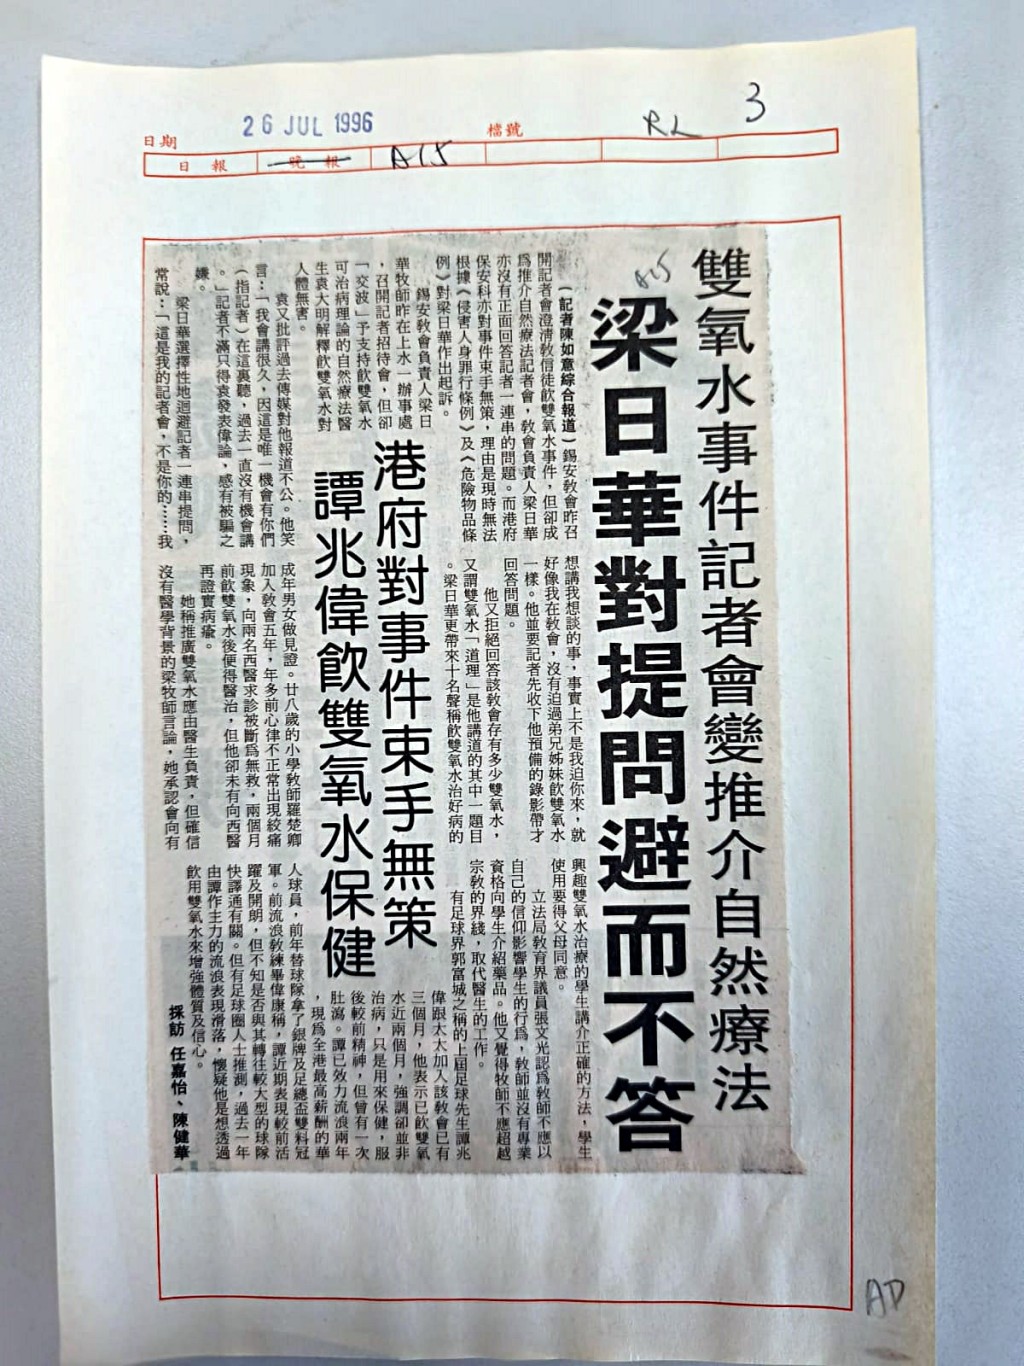 日期 26 JUL 1996 檔號 RL 3
日報 晚報 A15
A15
雙氧水事件記者會變推介自然療法
梁日華對提問避而不答
港府對事件束手無策
譚兆偉飲雙氧水保健
(記者陳如意綜合報道)錫安敎會昨召
開記者會澄清敎信徒飲雙氧水事件,但卻成
爲推介自然療法記者會,敎會負責人梁日華
亦沒有正面回答記者一連串的問題。而港府
保安科亦對事件束手無策,理由是現時無法
根據《侵害人身罪行條例》及《危險物品條
例》對梁日華作出起訴。
錫安敎會負責人梁日
華牧師昨在上水一辦事處
,召開記者招待會,但卻
「交波」予支持飲雙氧水
可治病理論的自然療法醫
生袁大明解釋飲雙氧水對
人體無害。
袁又批評過去傳媒對他報道不公。他笑
言:「我會講很久,因這是唯一機會有你們
(指記者)在這裏聽,過去一直沒有機會講
。」記者不滿只得袁發表偉論,感有被騙之
嫌。
梁日華選擇性地迴避記者一連串提問,
常說:「這是我的記者會,不是你的……我
想講我想談的事,事實上不是我迫你來,就
好像我在敎會,沒有迫過弟兄姊妹飲雙氧水
一樣。他並要記者先收下他預備的錄影帶才
回答問題。
他又拒絕回答該敎會存有多少雙氧水,
又謂雙氧水「道理」是他講道的其中一題目
。梁日華更帶來十名聲稱飲雙氧水治好病的
成年男女做見證。廿八歲的小學敎師羅楚卿
加入敎會五年,年多前心律不正常出現絞痛
現象,向兩名西醫求診被斷爲無救,兩個月
前飲雙氧水後便得醫治,但他卻未有向西醫
再證實病癒。
她稱推廣雙氧水應由醫生負責,但確信
沒有醫學背景的梁牧師言論,她承認會向有
興趣雙氧水治療的學生講介正確的方法,學生
使用要得父母同意。
立法局敎育界議員張文光認爲敎師不應以
自己的信仰影響學生的行爲,敎師並沒有專業
資格向學生介紹藥品。他又覺得牧師不應超越
宗敎的界綫,取代醫生的工作。
有足球界郭富城之稱的上屆足球先生譚兆
偉跟太太加入該敎會已有
三個月,他表示已飲雙氧
水近兩個月,強調卻並非
治病,只是用來保健,服
後較前精神,但曾有一次
肚瀉。譚已效力流浪兩年
,現爲全港最高薪酬的華
人球員,前年替球隊拿了銀牌及足總盃雙料冠
軍。前流浪敎練畢偉康稱,譚近期表現較前活
躍及開朗,但不知是否與其轉往較大型的球隊
快譯通有關。但有足球圈人士推測,過去一年
由譚作主力的流浪表現滑落,懷疑他是想透過
飲用雙氧水來增強體質及信心。
採訪 任嘉怡、陳健華
AD